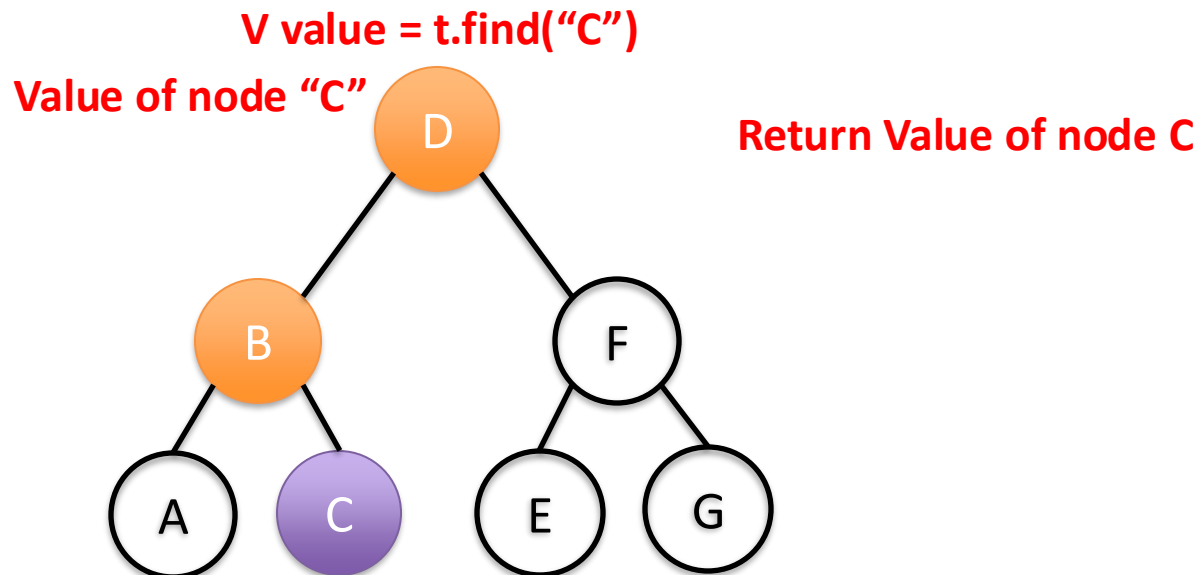 V value = t.find(“C”)
Value of node “C”
Return Value of node C
D
B
F
A
C
E
G